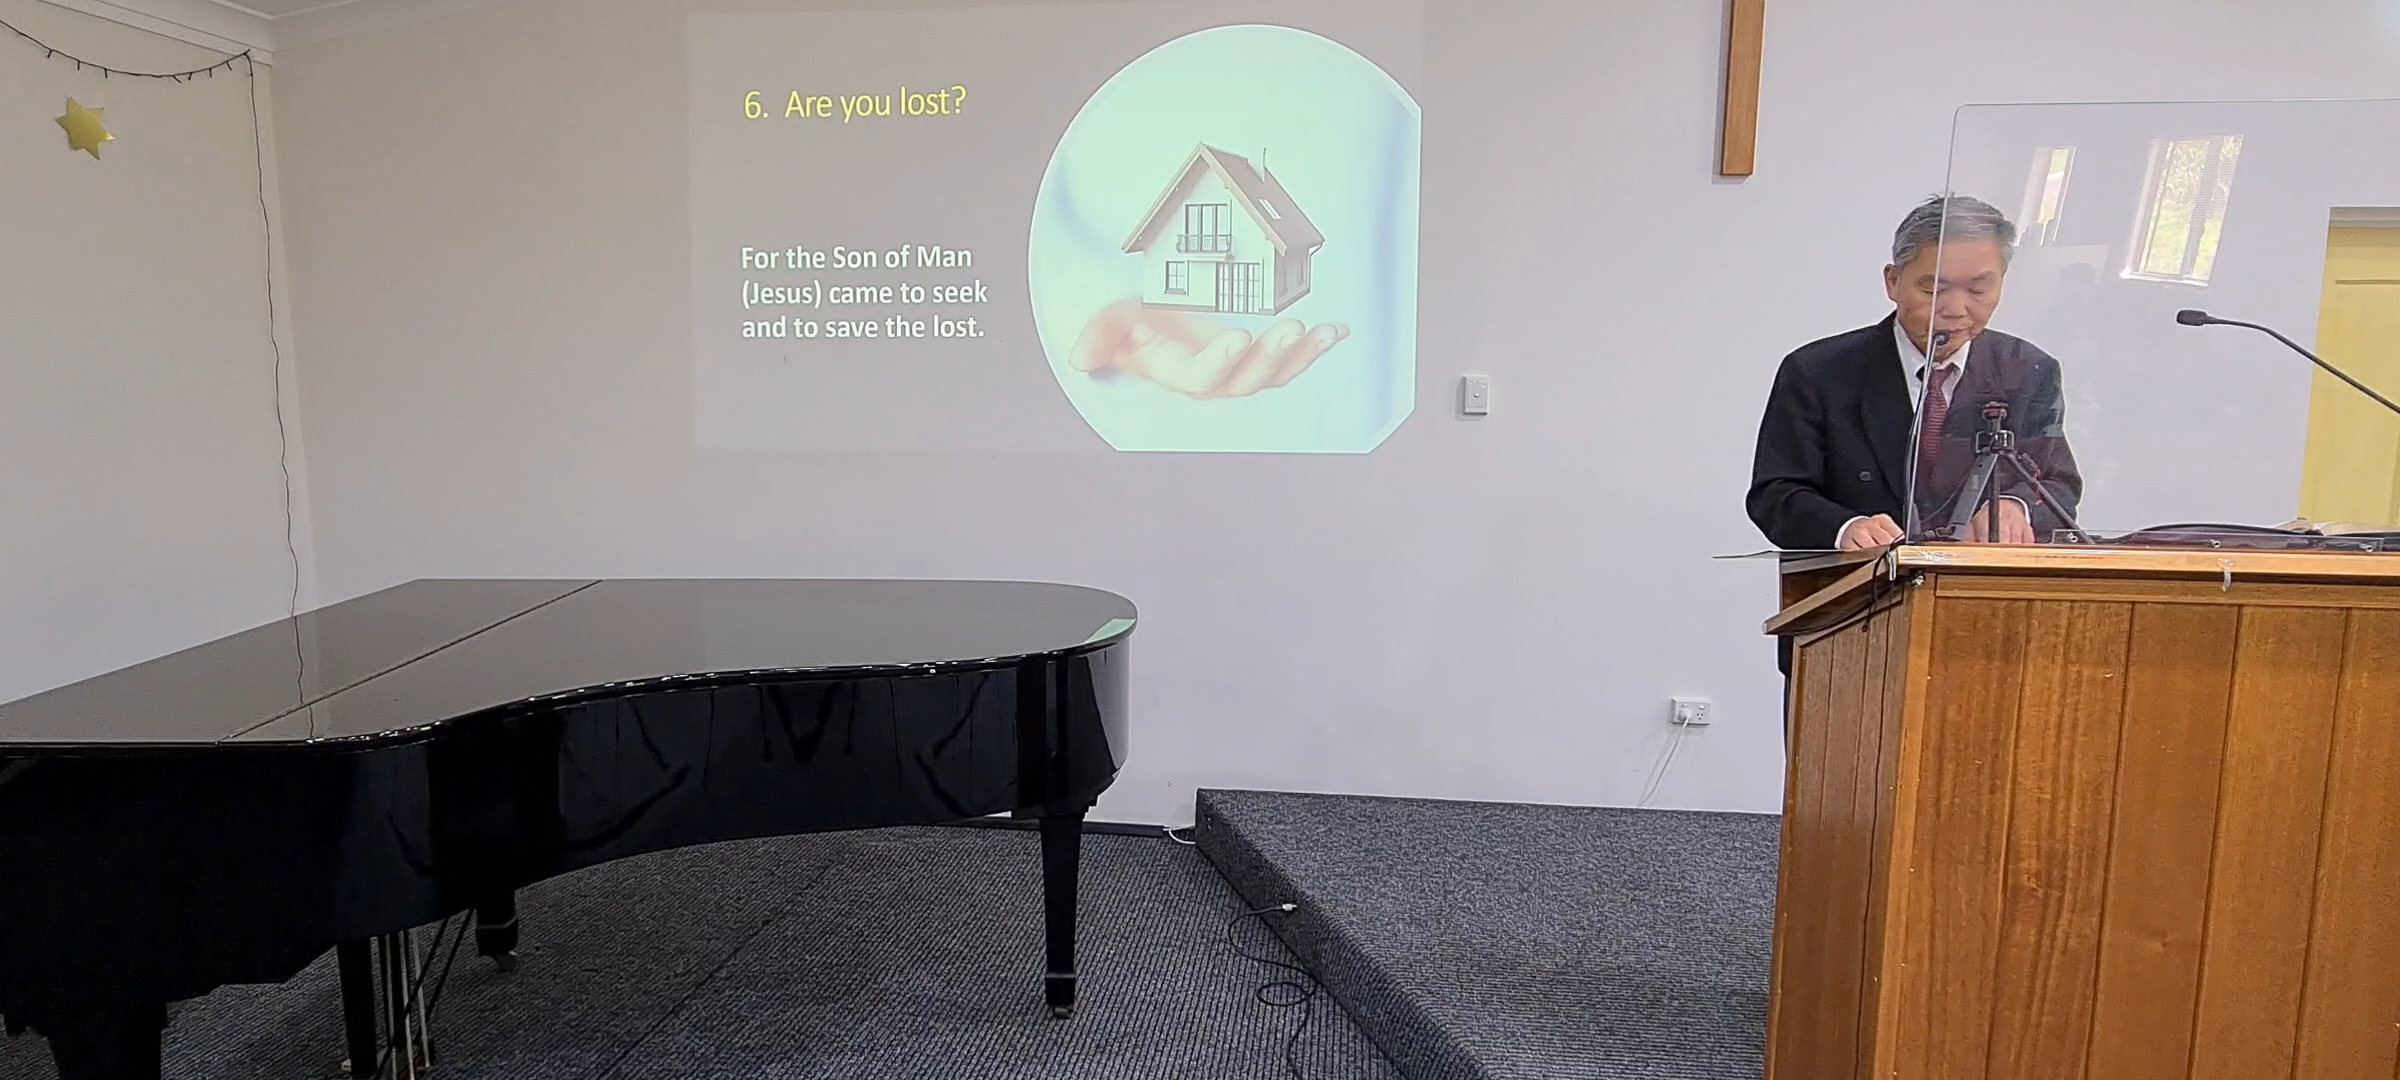 6. Are you lost?
For the Son of Man
(Jesus) came to seek
and to save the lost.